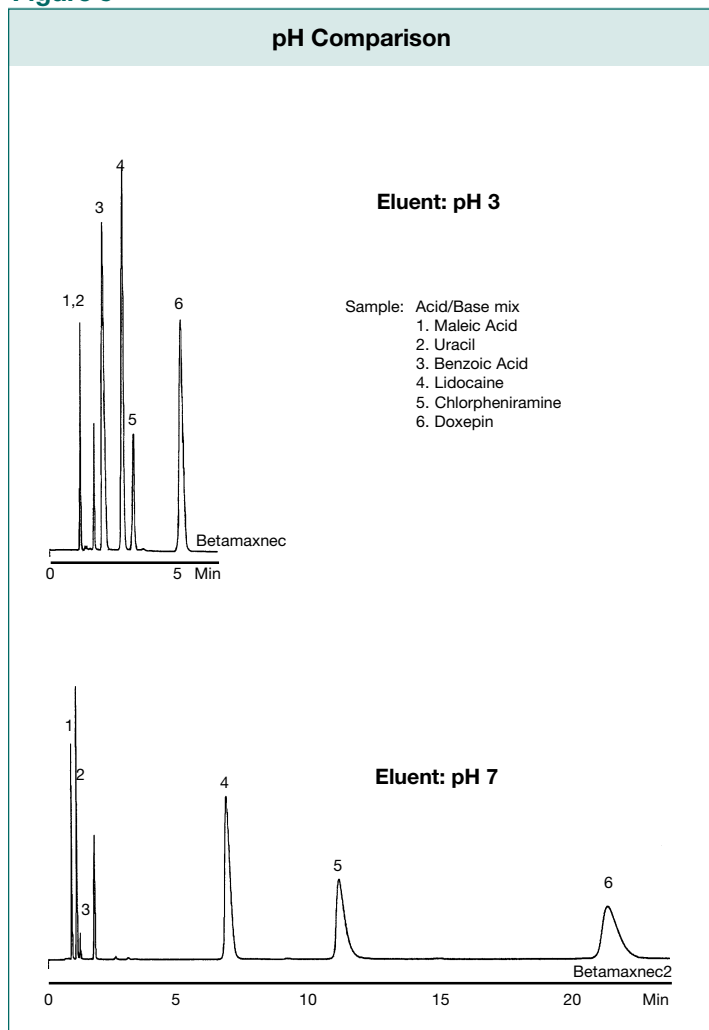 pH Comparison
4
3
Eluent: pH 3
1,2
6
Sample: Acid/Base mix
1. Maleic Acid
2. Uracil
3. Benzoic Acid
4. Lidocaine
5. Chlorpheniramine
6. Doxepin
5
Betamaxnec
0 5 Min
1
2
3
4
Eluent: pH 7
5
6
Betamaxnec2
0 5 10 15 20 Min